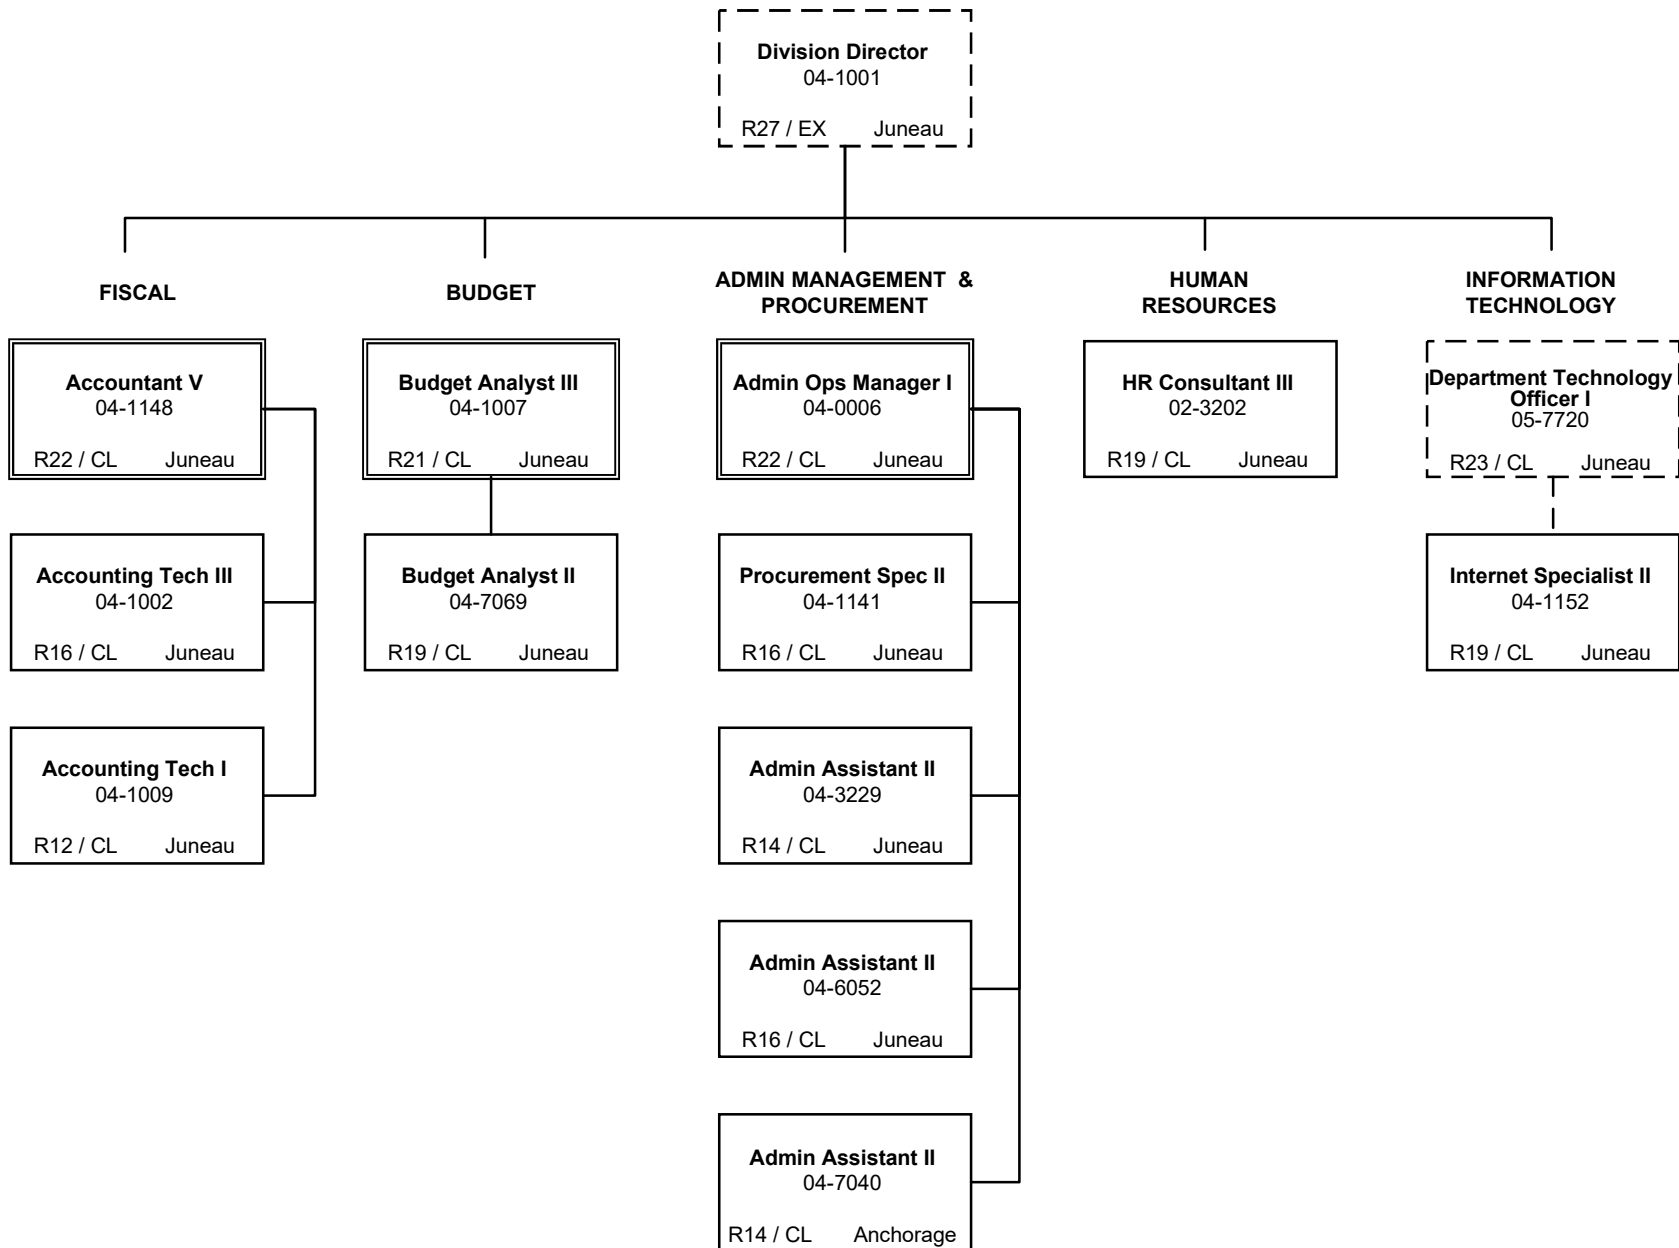 Division Director
04-1001
R27 / EX Juneau
FISCAL
BUDGET
ADMIN MANAGEMENT &
PROCUREMENT
HUMAN
RESOURCES
INFORMATION
TECHNOLOGY
Accountant V
04-1148
R22 / CL Juneau
Accounting Tech III
04-1002
R16 / CL Juneau
Accounting Tech I
04-1009
R12 / CL Juneau
Budget Analyst III
04-1007
R21 / CL Juneau
Budget Analyst II
04-7069
R19 / CL Juneau
Admin Ops Manager I
04-0006
R22 / CL Juneau
Procurement Spec II
04-1141
R16 / CL Juneau
Admin Assistant II
04-3229
R14 / CL Juneau
Admin Assistant II
04-6052
R16 / CL Juneau
Admin Assistant II
04-7040
R14 / CL Anchorage
HR Consultant III
02-3202
R19 / CL Juneau
Department Technology
Officer I
05-7720
R23 / CL Juneau
Internet Specialist II
04-1152
R19 / CL Juneau